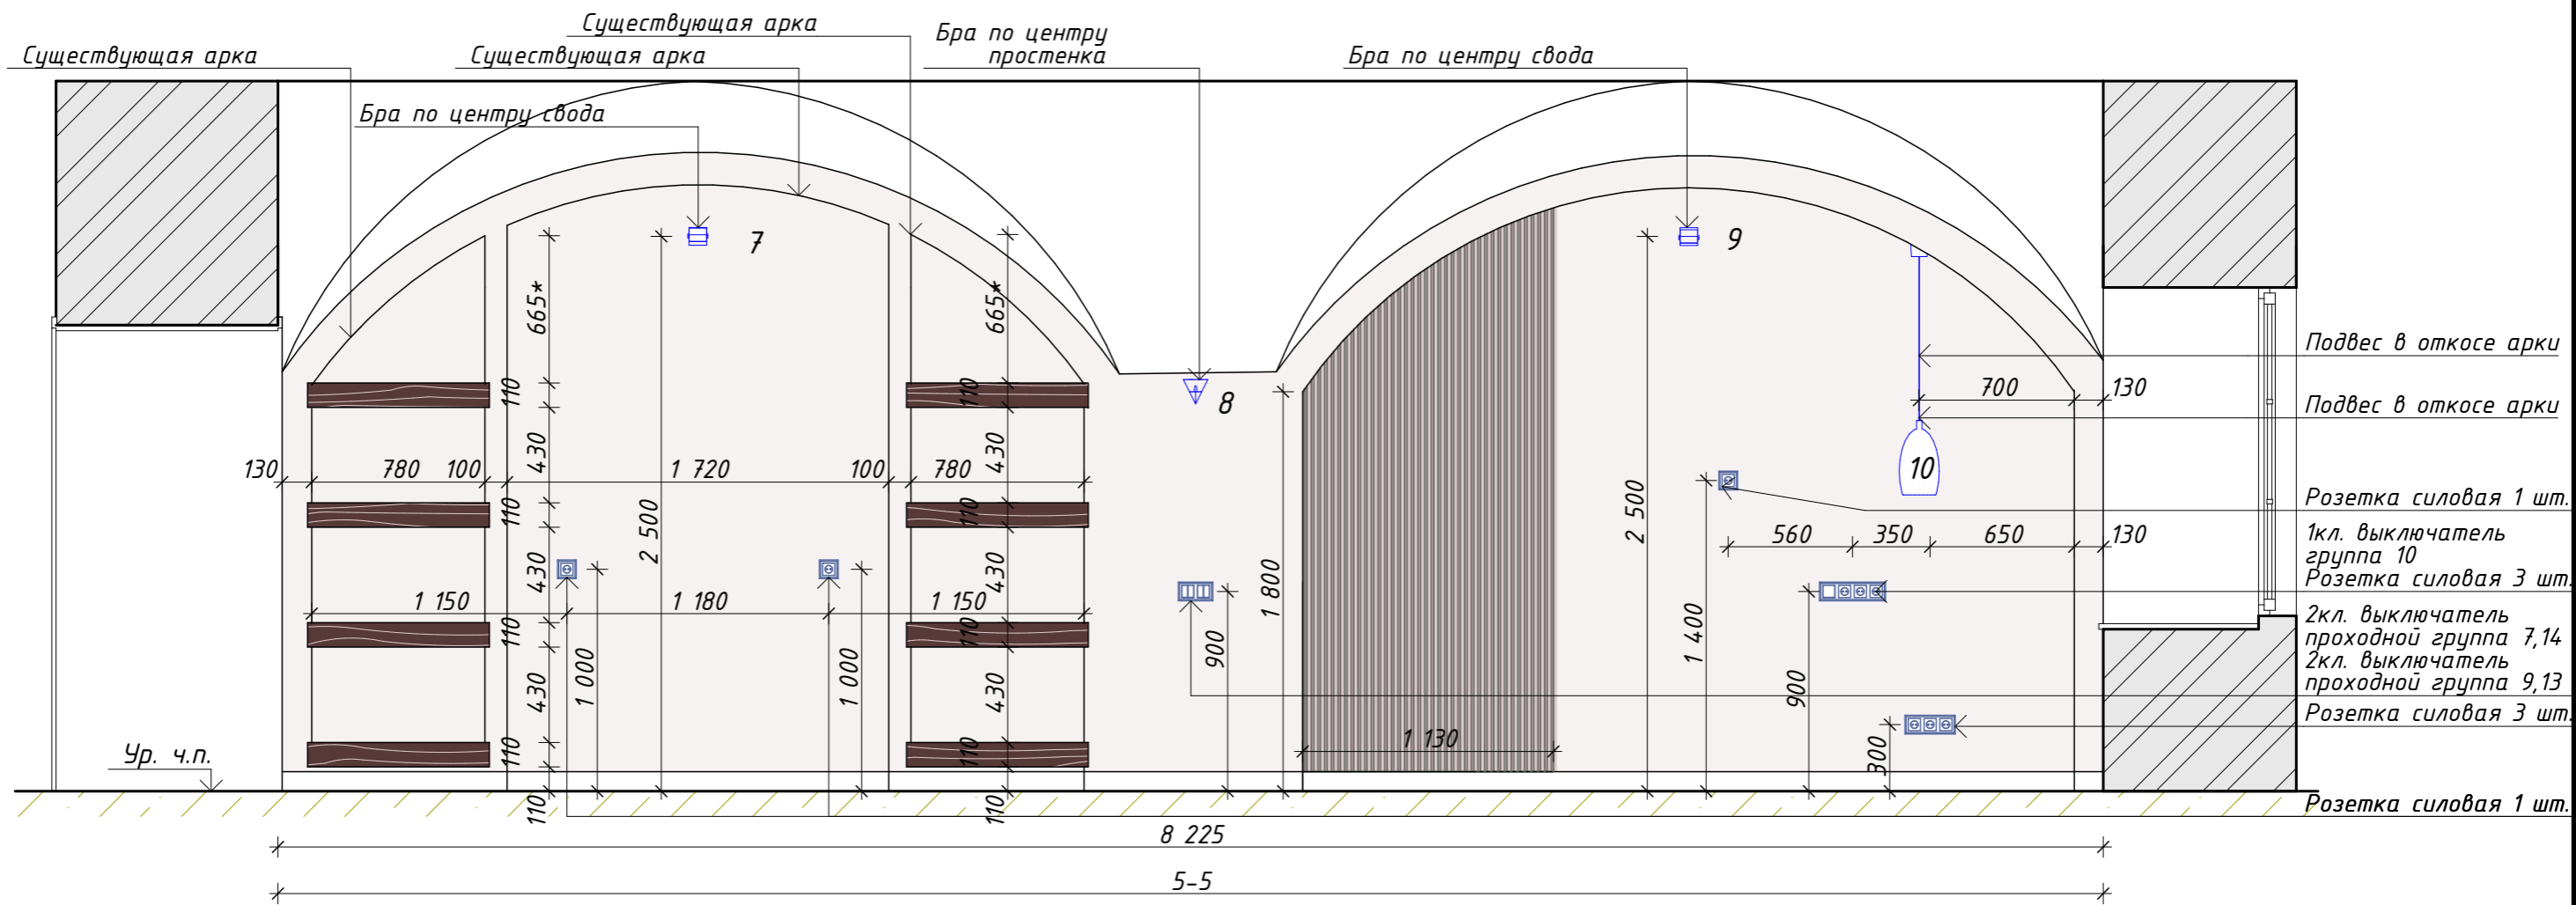 Существующая арка
Существующая арка
Существующая арка
Бра по центру
простенка
Бра по центру свода
Бра по центру свода
7
8
9
10
665*
665*
110
110
430
430
110
110
430
430
110
110
430
430
110
110
110
110
130
780
100
1 720
100
780
2 500
1 150
1 180
1 150
1 000
1 000
900
1 800
1 130
2 500
1 400
560
350
650
130
700
130
900
300
Подвес в откосе арки
Подвес в откосе арки
Розетка силовая 1 шт.
1кл. выключатель
группа 10
Розетка силовая 3 шт.
2кл. выключатель
проходной группа 7,14
2кл. выключатель
проходной группа 9,13
Розетка силовая 3 шт.
Розетка силовая 1 шт.
Ур. ч.п.
8 225
5-5